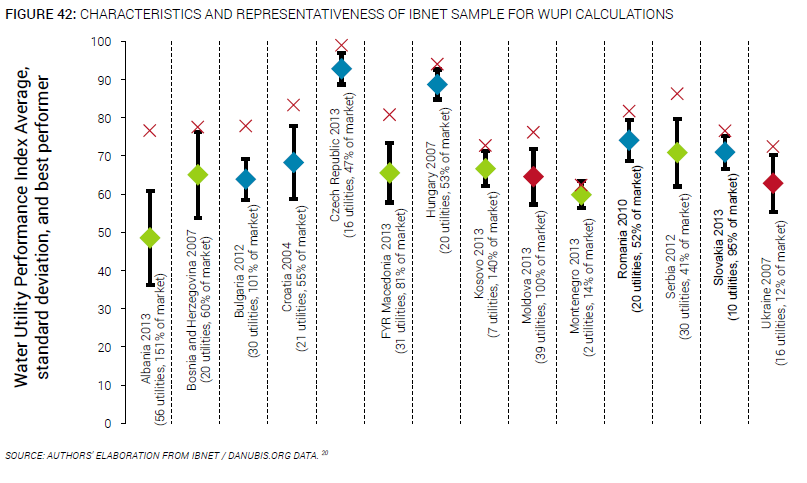 FIGURE 42: CHARACTERISTICS AND REPRESENTATIVENESS OF IBNET SAMPLE FOR WUPI CALCULATIONS
Water Utility Performance Index Average,
standard deviation, and best performer
100
90
80
70
60
50
40
30
20
10
0
Albania 2013
(56 utilities, 151% of market)
Bosnia and Herzegovina 2007
(20 utilities, 60% of market)
Bulgaria 2012
(30 utilities, 101% of market)
Croatia 2004
(21 utilities, 55% of market)
Czech Republic 2013
(16 utilities, 47% of market)
FYR Macedonia 2013
(31 utilities, 81% of market)
Hungary 2007
(20 utilities, 53% of market)
Kosovo 2013
(7 utilities, 140% of market)
Moldova 2013
(39 utilities, 100% of market)
Montenegro 2013
(2 utilities, 14% of market)
Romania 2010
(20 utilities, 52% of market)
Serbia 2012
(30 utilities, 41% of market)
Slovakia 2013
(10 utilities, 95% of market)
Ukraine 2007
(16 utilities, 12% of market)
SOURCE: AUTHORS' ELABORATION FROM IBNET / DANUBIS.ORG DATA. 20